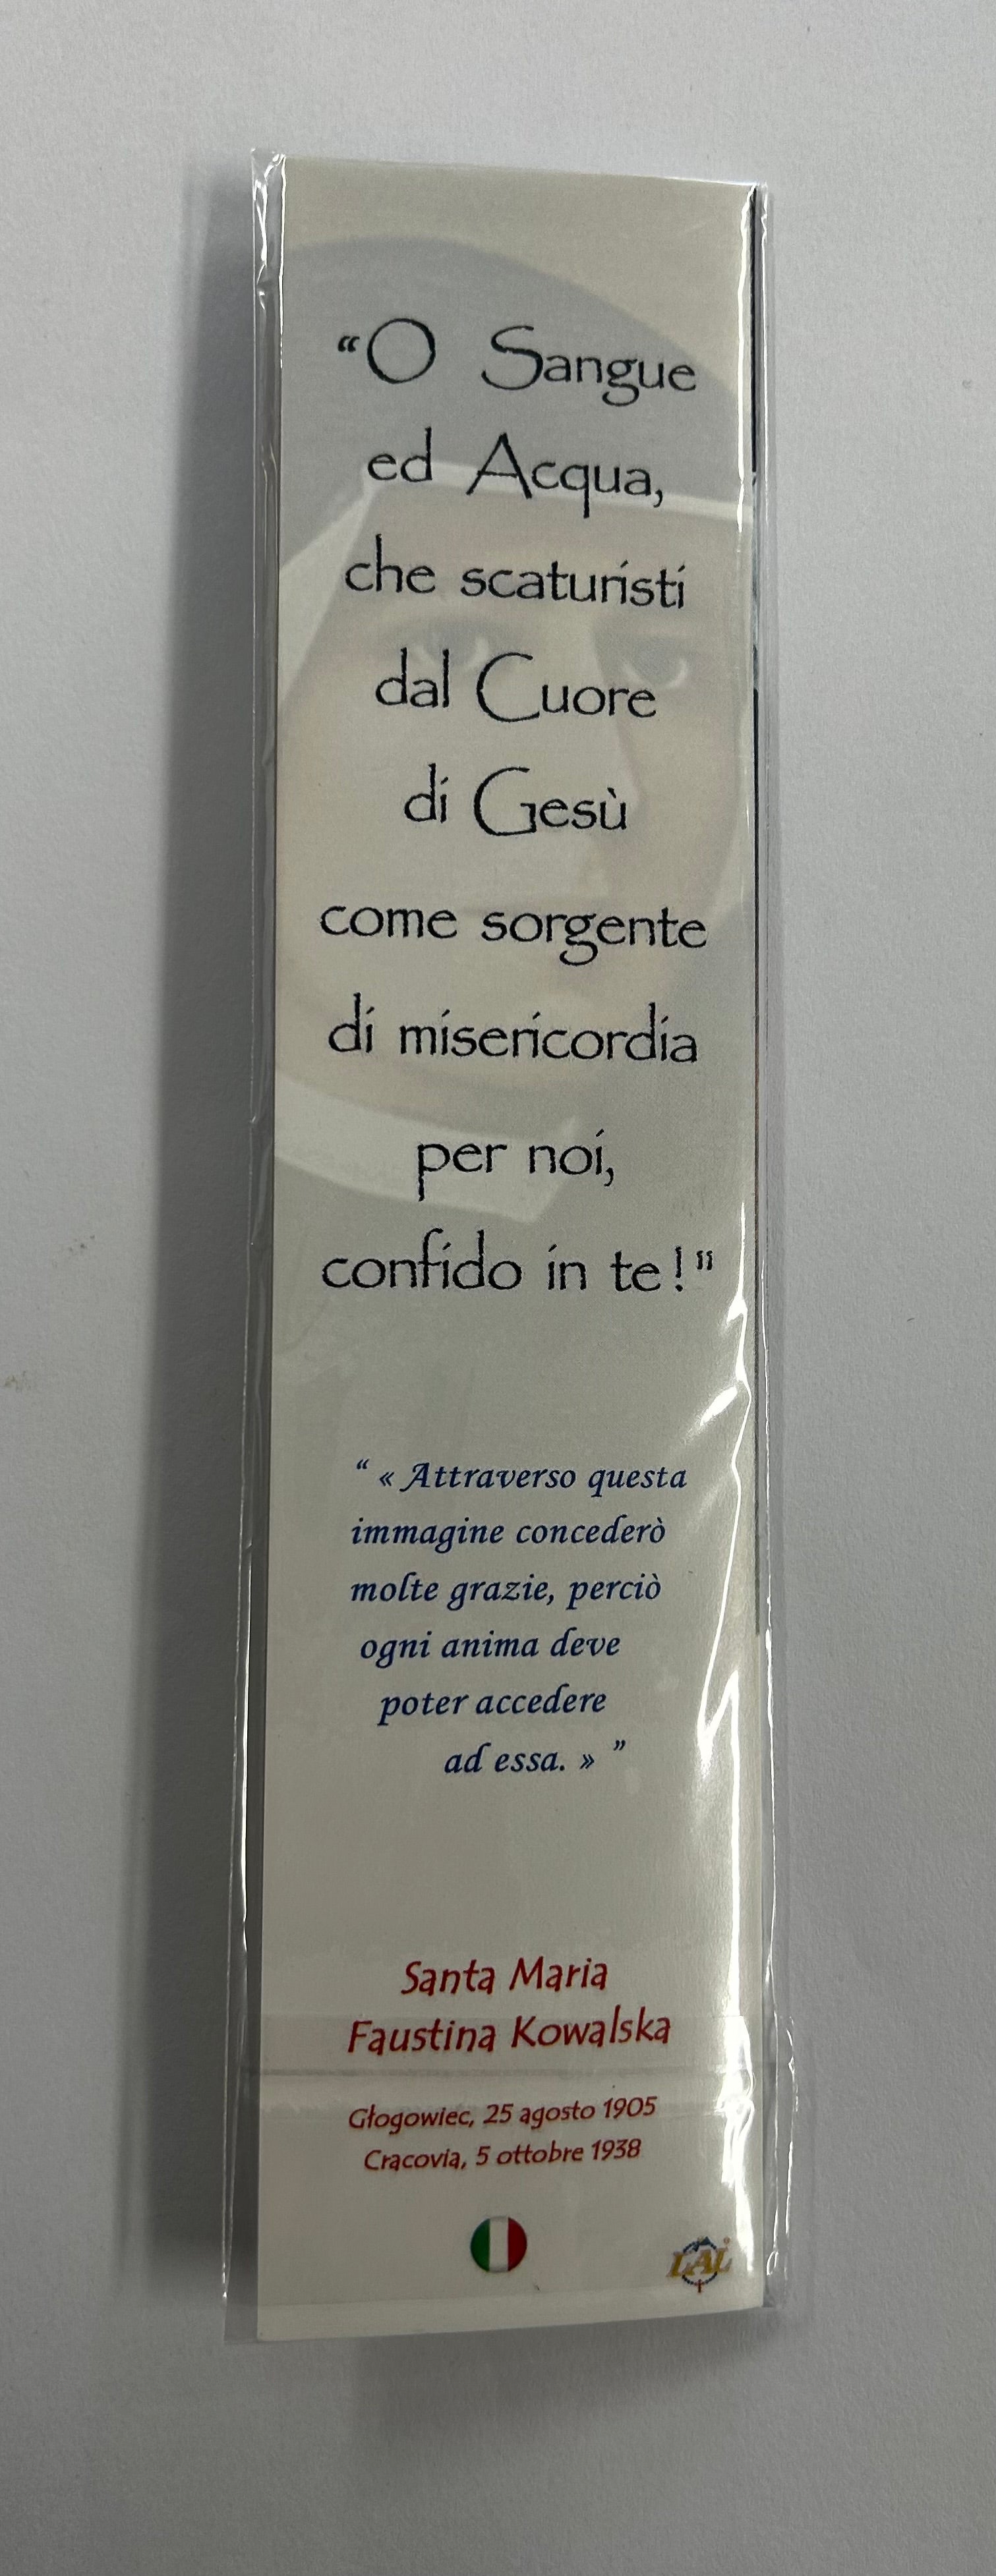 “O Sangue
ed Acqua,
che scaturisti
dal Cuore
di Gesù
come sorgente
di misericordia
per noi,
confido in te!"
“ « Attraverso questa
immagine concederò
molte grazie, perciò
ogni anima deve
poter accedere
ad essa. » ”
Santa Maria
Faustina Kowalska
Głogowiec, 25 agosto 1905
Cracovia, 5 ottobre 1938
LAI